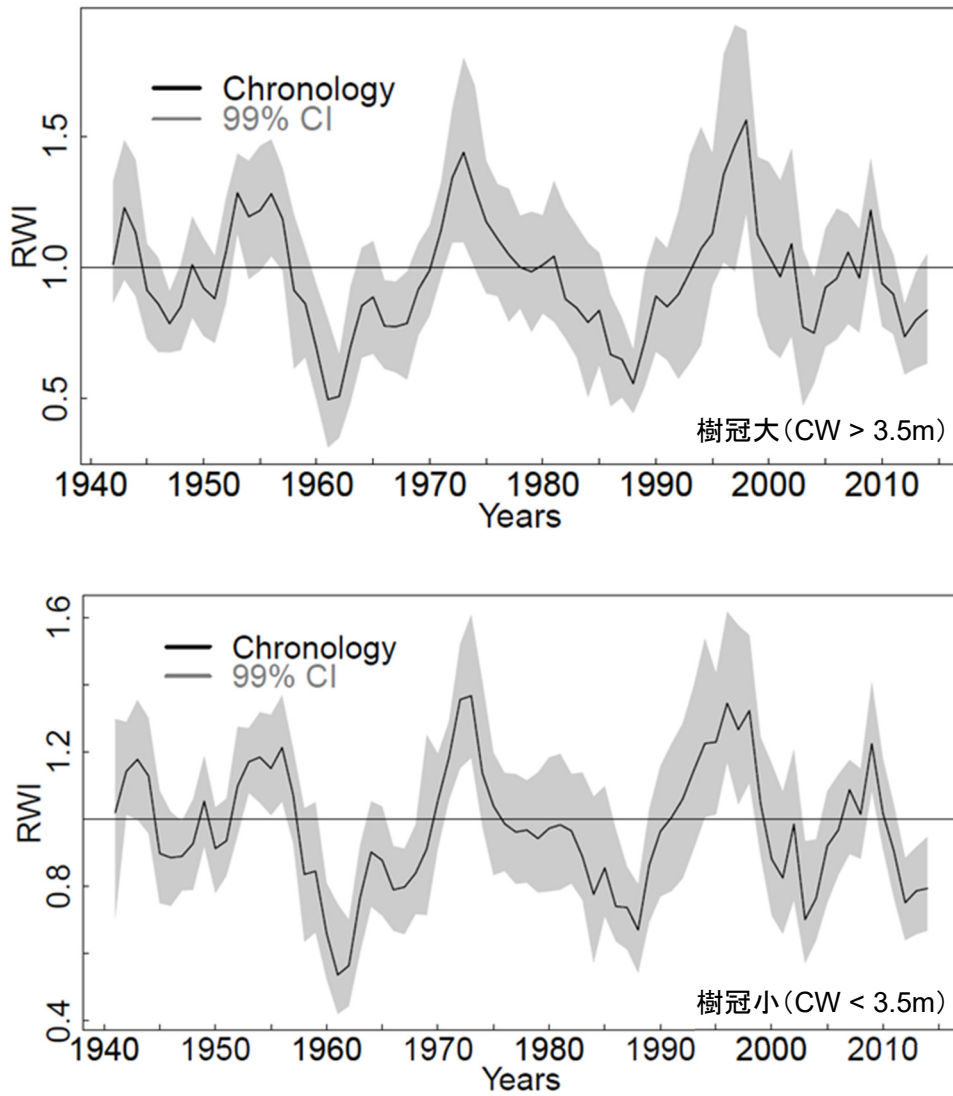 1.5
1.0
0.5
RWI
Chronology
99% CI
樹冠大（CW > 3.5m）
1940 1950 1960 1970 1980 1990 2000 2010
Years
1.6
1.2
0.8
0.4
RWI
Chronology
99% CI
樹冠小（CW < 3.5m）
1940 1950 1960 1970 1980 1990 2000 2010
Years